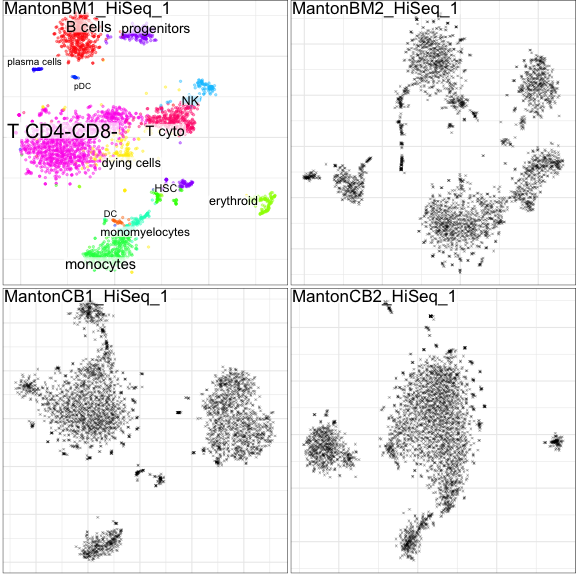 MantonBM1_HiSeq_1
B cells
progenitors
plasma cells
pDC
NK
T CD4-CD8-
T cyto
dying cells
HSC
erythroid
DC
monomyelocytes
monocytes
MantonBM2_HiSeq_1
MantonCB1_HiSeq_1
MantonCB2_HiSeq_1